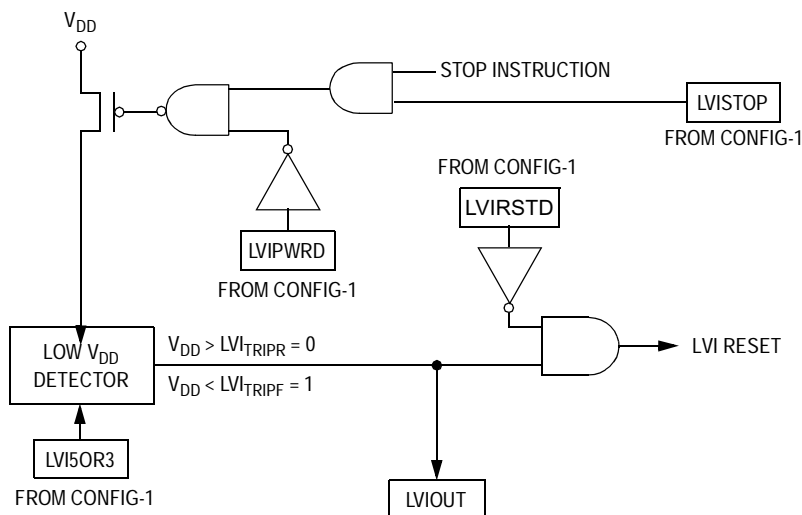 V_DD
STOP INSTRUCTION
LVISTOP
FROM CONFIG-1
FROM CONFIG-1
LVIRSTD
LVIPWRD
FROM CONFIG-1
LOW V_DD
DETECTOR
V_DD > LVI_TRIPR = 0
V_DD < LVI_TRIPF = 1
LVI RESET
LVI5OR3
FROM CONFIG-1
LVIOUT